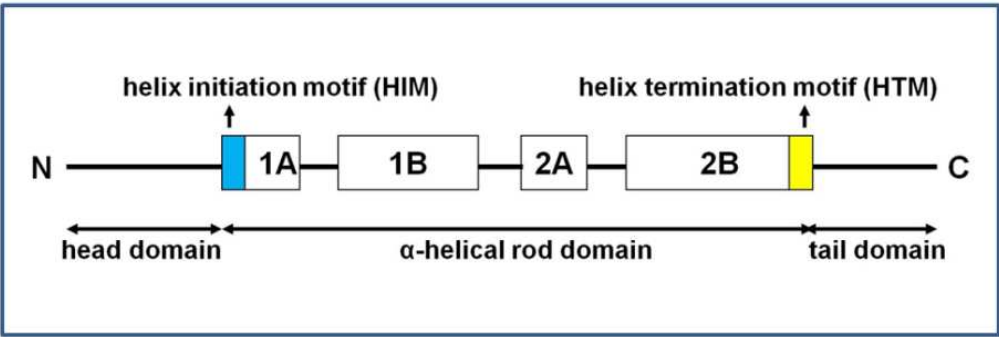 helix initiation motif (HIM) helix termination motif (HTM)
N 1A 1B 2A 2B C
head domain α-helical rod domain tail domain